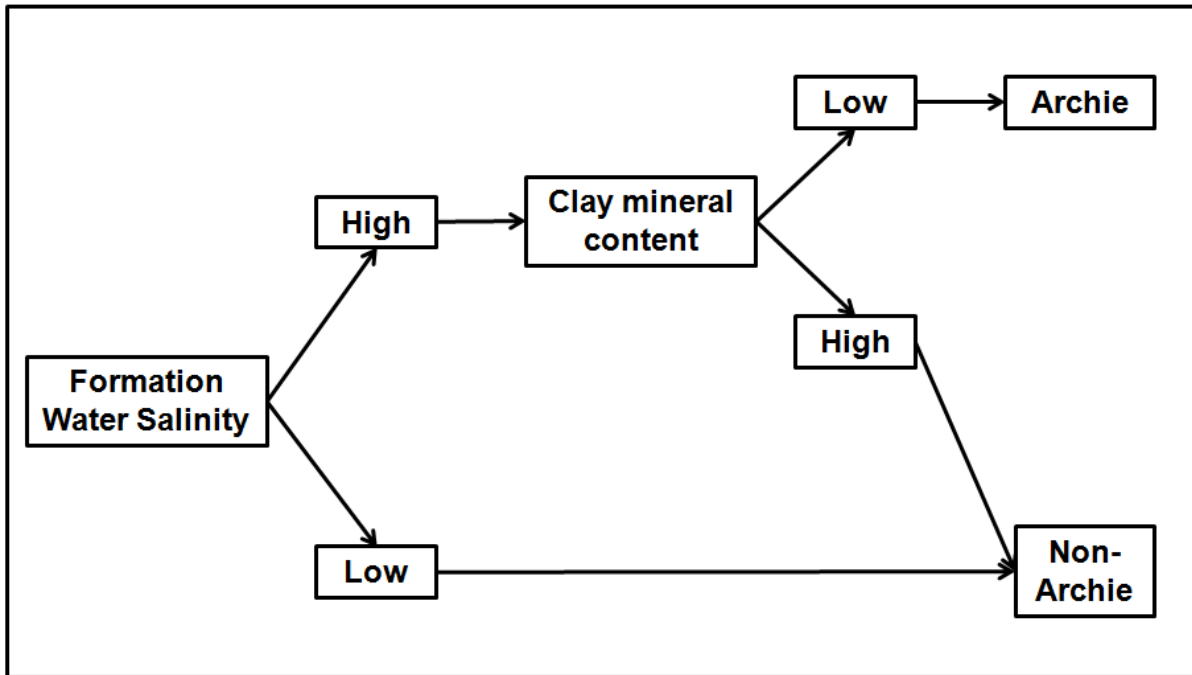 Formation
Water Salinity
High
Low
Clay mineral
content
Low
High
Archie
Non-
Archie